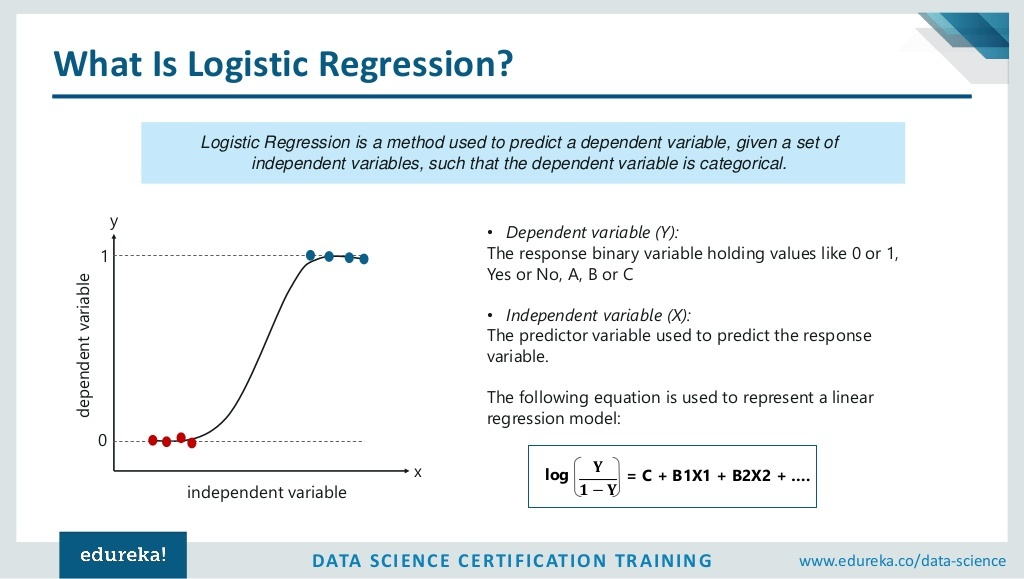 What Is Logistic Regression?
Logistic Regression is a method used to predict a dependent variable, given a set of
independent variables, such that the dependent variable is categorical.
y
1
dependent variable
0
x
independent variable
• Dependent variable (Y):
The response binary variable holding values like 0 or 1,
Yes or No, A, B or C
• Independent variable (X):
The predictor variable used to predict the response
variable.
The following equation is used to represent a linear
regression model:
log (Y / 1 − Y) = C + B1X1 + B2X2 + ....
edureka!
DATA SCIENCE CERTIFICATION TRAINING
www.edureka.co/data-science